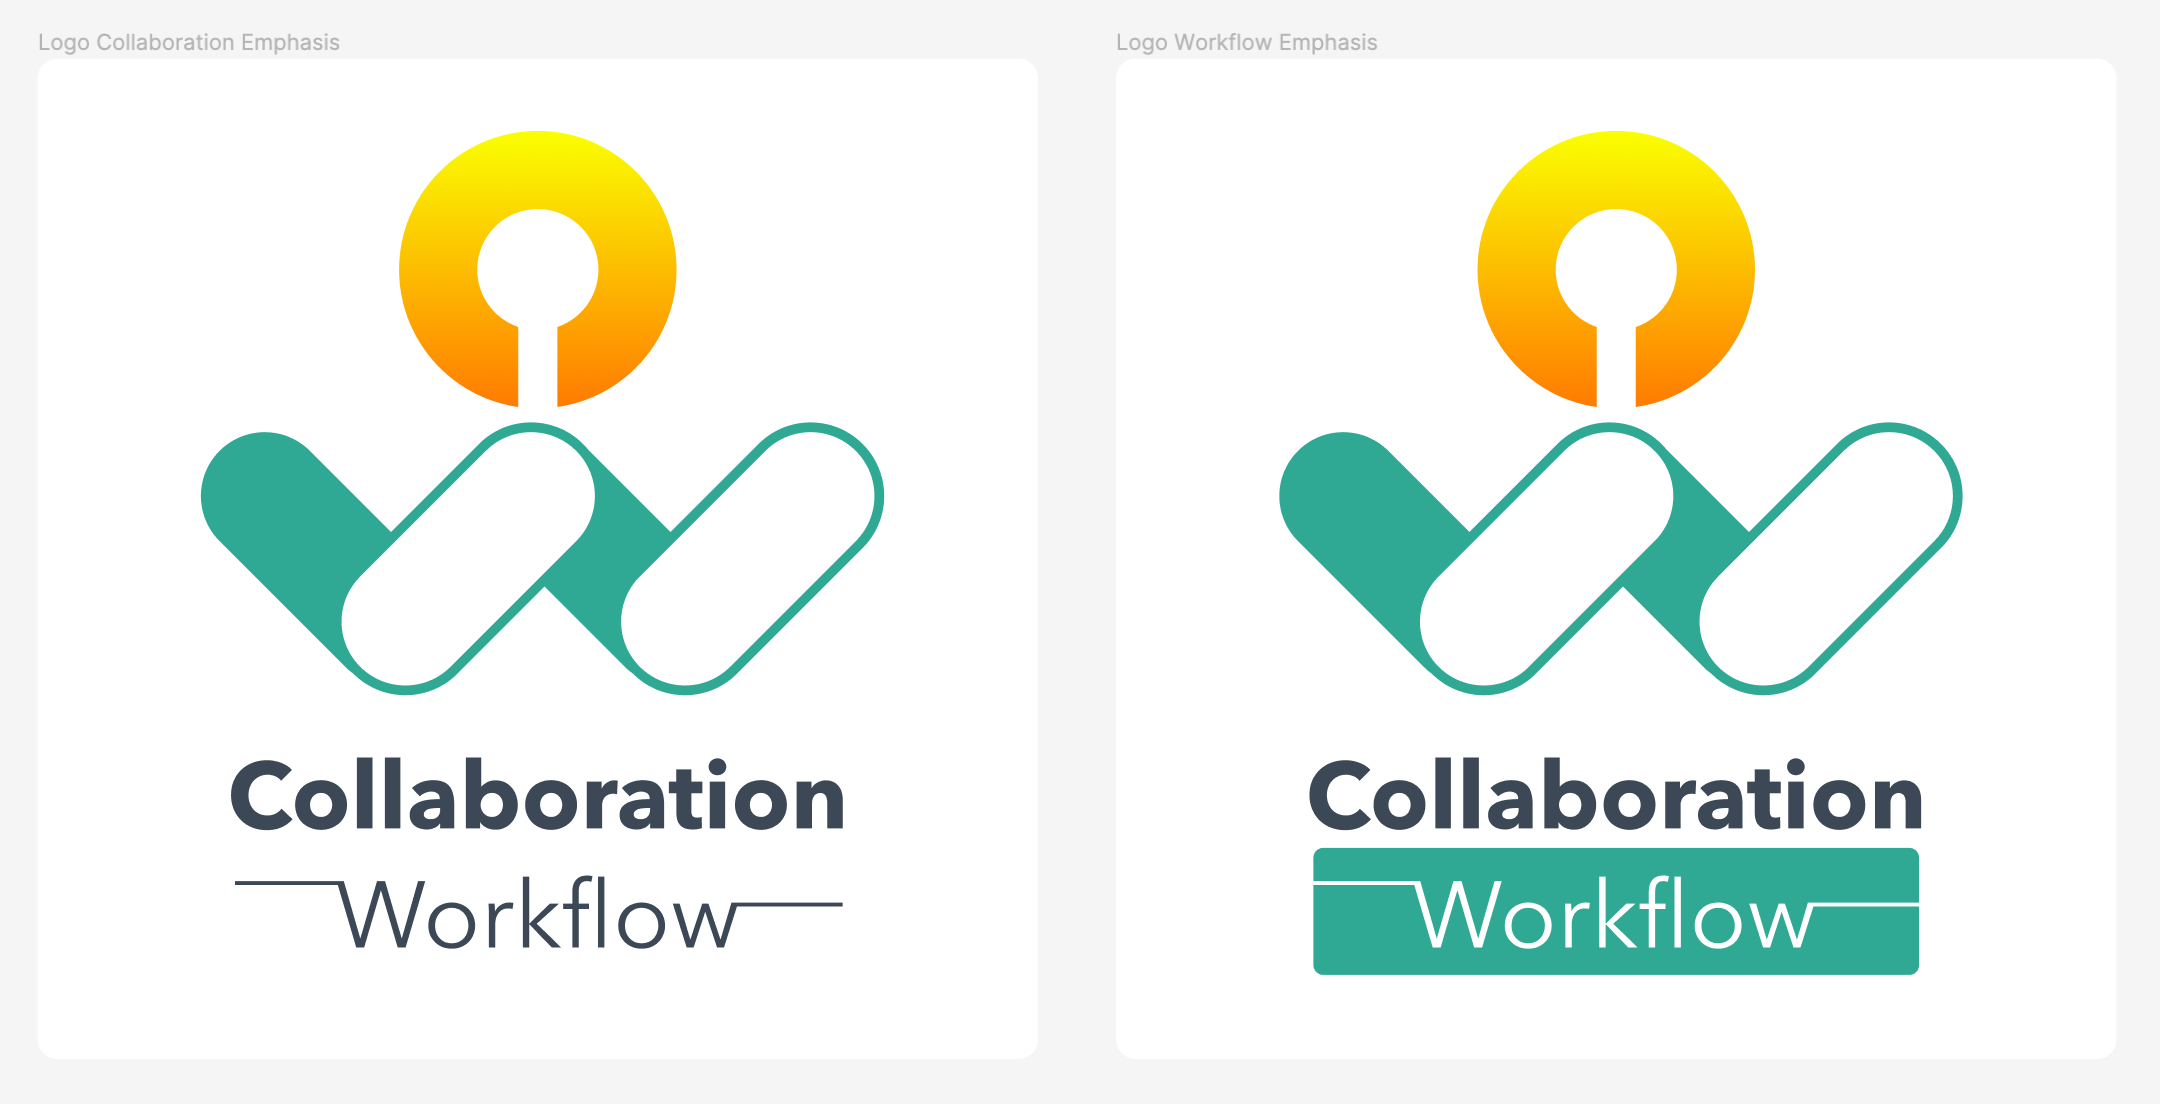 Logo Collaboration Emphasis
Collaboration
Workflow
Logo Workflow Emphasis
Collaboration
Workflow